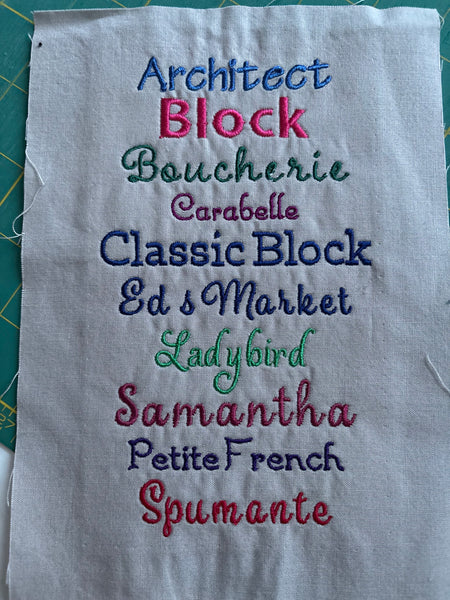 Architect
Block
Boucherie
Carabelle
Classic Block
Ed s Market
Ladybird
Samantha
Petite French
Spumante